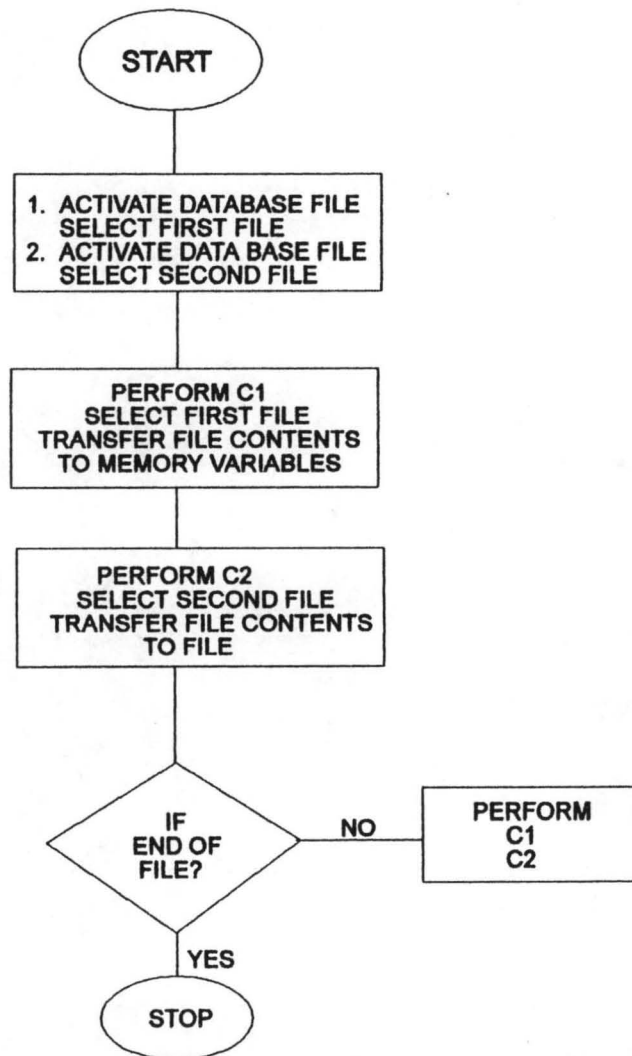 START
1. ACTIVATE DATABASE FILE
SELECT FIRST FILE
2. ACTIVATE DATA BASE FILE
SELECT SECOND FILE
PERFORM C1
SELECT FIRST FILE
TRANSFER FILE CONTENTS
TO MEMORY VARIABLES
PERFORM C2
SELECT SECOND FILE
TRANSFER FILE CONTENTS
TO FILE
IF
END OF
FILE?
NO
PERFORM
C1
C2
YES
STOP